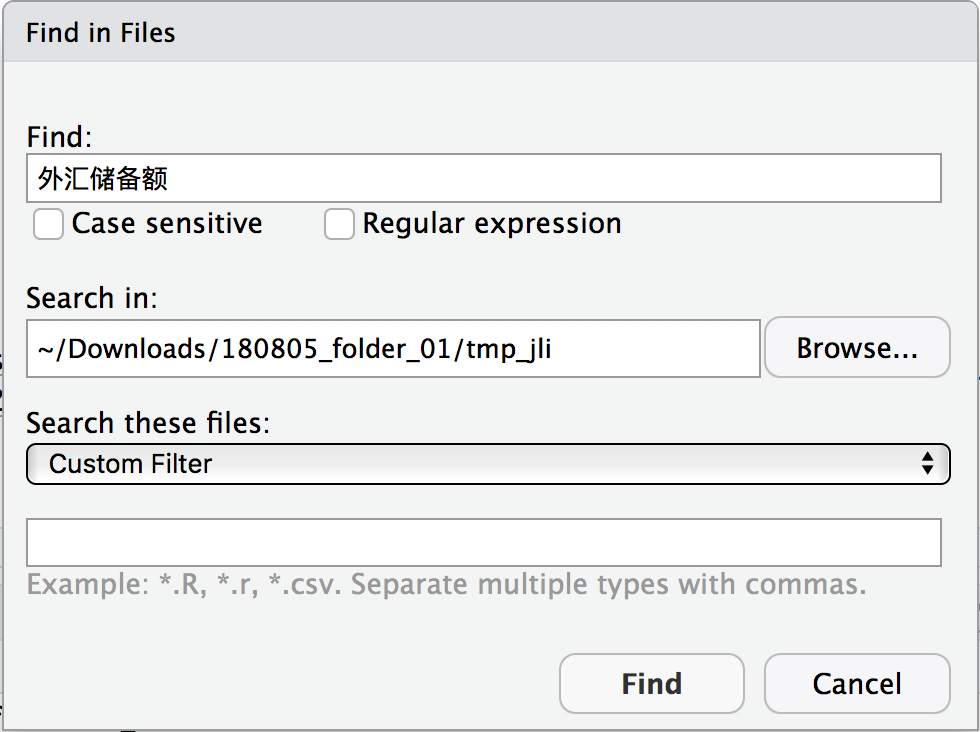 Find in Files
Find:
外汇储备额
Case sensitive Regular expression
Search in:
~/Downloads/180805_folder_01/tmp_jli
Browse...
Search these files:
Custom Filter
Example: *.R, *.r, *.csv. Separate multiple types with commas.
Find Cancel